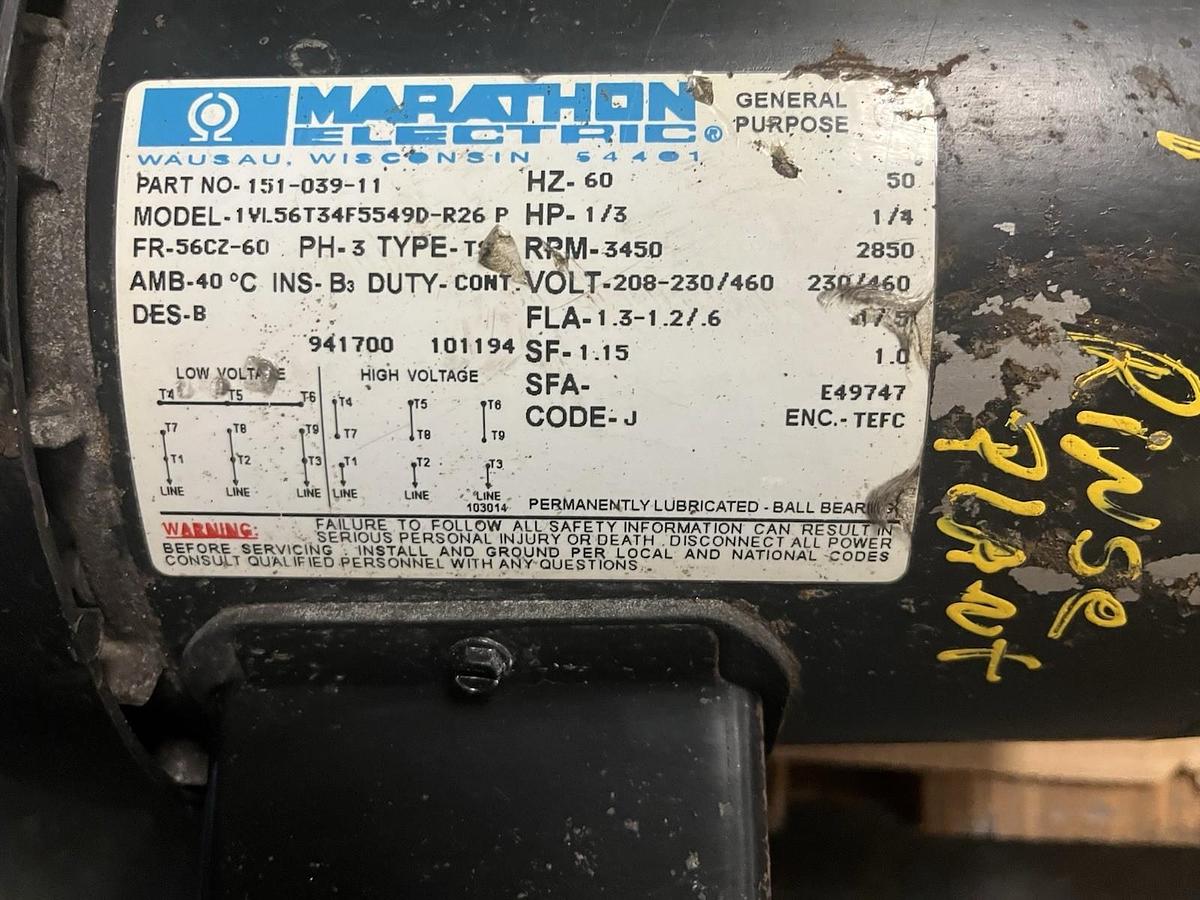 MARATHON
ELECTRIC®
WAUSAU, WISCONSIN 54401
GENERAL
PURPOSE
PART NO- 151-039-11
MODEL-1VL56T34F5549D-R26 P
FR-56CZ-60 PH-3 TYPE-
AMB-40 °C INS- B3 DUTY- CONT.
DES-B
941700 101194
HZ- 60 50
HP- 1/3 1/4
RPM-3450 2850
VOLT-208-230/460 230/460
FLA-1.3-1.2/.6
SF- 1.15 1.0
SFA- E49747
CODE-J ENC.- TEFC
LOW VOLTAGE HIGH VOLTAGE
T4 T5 T6 T4 T5 T6
T7 T8 T9 T7 T8 T9
T1 T2 T3 T1 T2 T3
LINE LINE LINE LINE LINE LINE
103014
PERMANENTLY LUBRICATED - BALL BEARINGS
WARNING: FAILURE TO FOLLOW ALL SAFETY INFORMATION CAN RESULT IN
SERIOUS PERSONAL INJURY OR DEATH. DISCONNECT ALL POWER
BEFORE SERVICING. INSTALL AND GROUND PER LOCAL AND NATIONAL CODES
CONSULT QUALIFIED PERSONNEL WITH ANY QUESTIONS.
Rinse
Plant